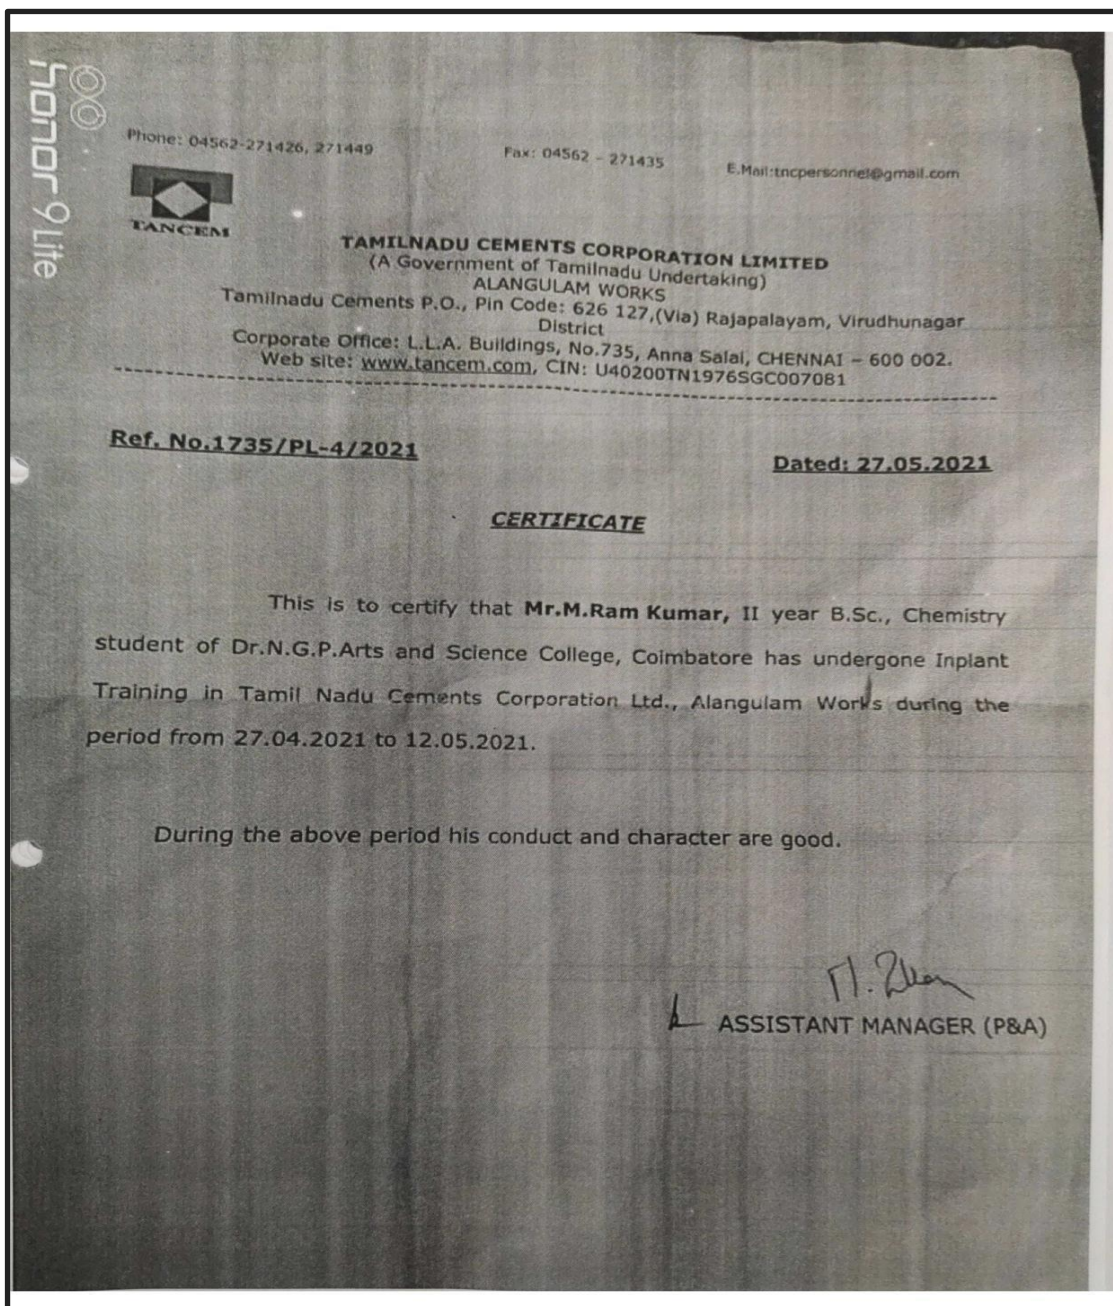 honor 9 Lite
Phone: 04562-271426, 271449 Fax: 04562 - 271435 E.Mail:tncpersonnel@gmail.com
TANCEM
TAMILNADU CEMENTS CORPORATION LIMITED
(A Government of Tamilnadu Undertaking)
ALANGULAM WORKS
Tamilnadu Cements P.O., Pin Code: 626 127,(Via) Rajapalayam, Virudhunagar
District
Corporate Office: L.L.A. Buildings, No.735, Anna Salai, CHENNAI – 600 002.
Web site: www.tancem.com, CIN: U40200TN1976SGC007081
Ref. No.1735/PL-4/2021 Dated: 27.05.2021
CERTIFICATE
This is to certify that Mr.M.Ram Kumar, II year B.Sc., Chemistry
student of Dr.N.G.P.Arts and Science College, Coimbatore has undergone Inplant
Training in Tamil Nadu Cements Corporation Ltd., Alangulam Works during the
period from 27.04.2021 to 12.05.2021.
During the above period his conduct and character are good.
ASSISTANT MANAGER (P&A)